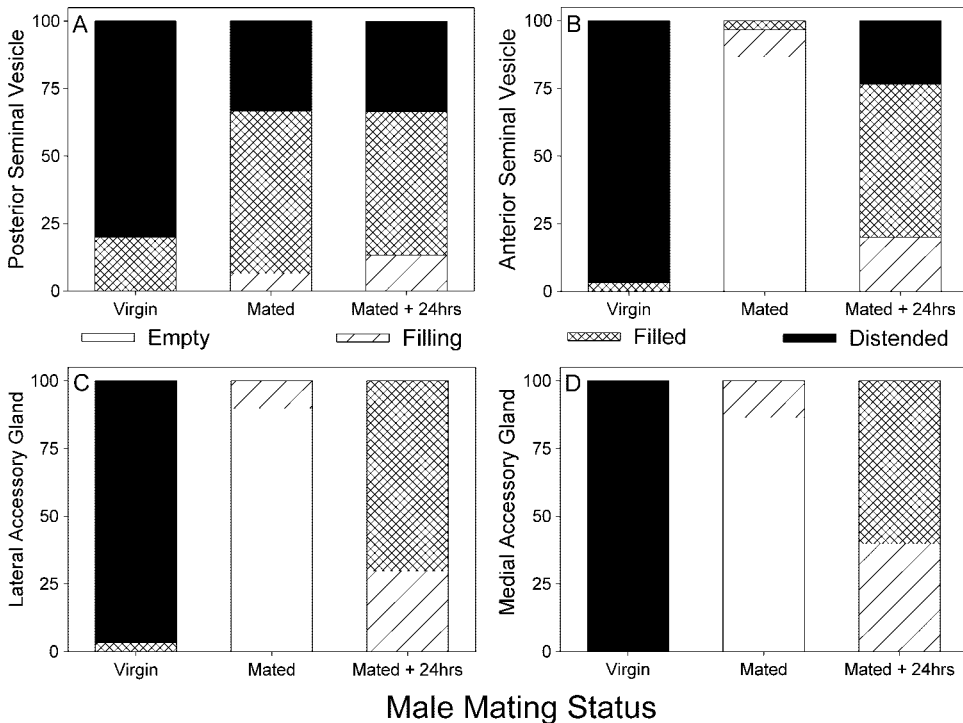 A
Posterior Seminal Vesicle
100
75
50
25
0
Virgin
Mated
Mated + 24hrs
B
Anterior Seminal Vesicle
100
75
50
25
0
Virgin
Mated
Mated + 24hrs
Empty
Filling
Filled
Distended
C
Lateral Accessory Gland
100
75
50
25
0
Virgin
Mated
Mated + 24hrs
D
Medial Accessory Gland
100
75
50
25
0
Virgin
Mated
Mated + 24hrs
Male Mating Status